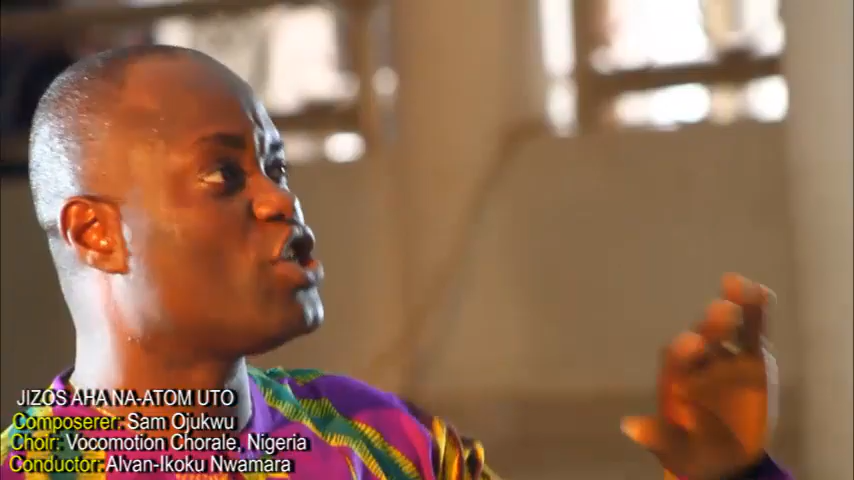 JIZOS AHA NA-ATOM UTO
Composerer: Sam Ojukwu
Choir: Vocomotion Chorale, Nigeria
Conductor: Alvan-Ikoku Nwamara